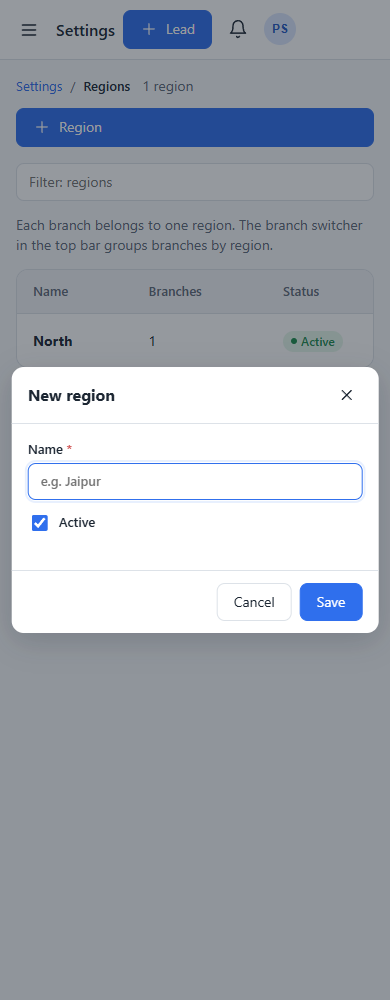 Settings
+ Lead
PS
Settings / Regions 1 region
+ Region
Filter: regions
Each branch belongs to one region. The branch switcher
in the top bar groups branches by region.
Name Branches Status
North 1 Active
New region
Name *
e.g. Jaipur
Active
Cancel Save